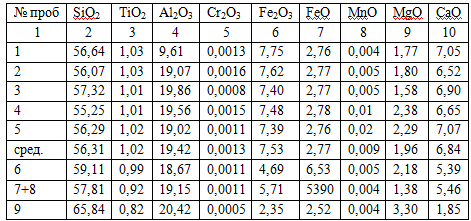 № проб SiO2 TiO2 Al2O3 Cr2O3 Fe2O3 FeO MnO MgO CaO
1 2 3 4 5 6 7 8 9 10
1 56,64 1,03 9,61 0,0013 7,75 2,76 0,004 1,77 7,05
2 56,07 1,03 19,07 0,0016 7,62 2,77 0,005 1,80 6,52
3 57,32 1,01 19,86 0,0008 7,40 2,77 0,005 1,58 6,90
4 55,25 1,01 19,56 0,0015 7,48 2,78 0,01 2,38 6,65
5 56,29 1,02 19,02 0,0011 7,39 2,76 0,02 2,29 7,07
сред. 56,31 1,02 19,42 0,0013 7,53 2,77 0,009 1,96 6,84
6 59,11 0,99 18,67 0,0011 4,69 6,53 0,005 2,18 5,39
7+8 57,81 0,92 19,15 0,0011 5,71 5390 0,004 1,38 5,46
9 65,84 0,82 20,42 0,0005 2,35 2,52 0,004 3,30 1,85